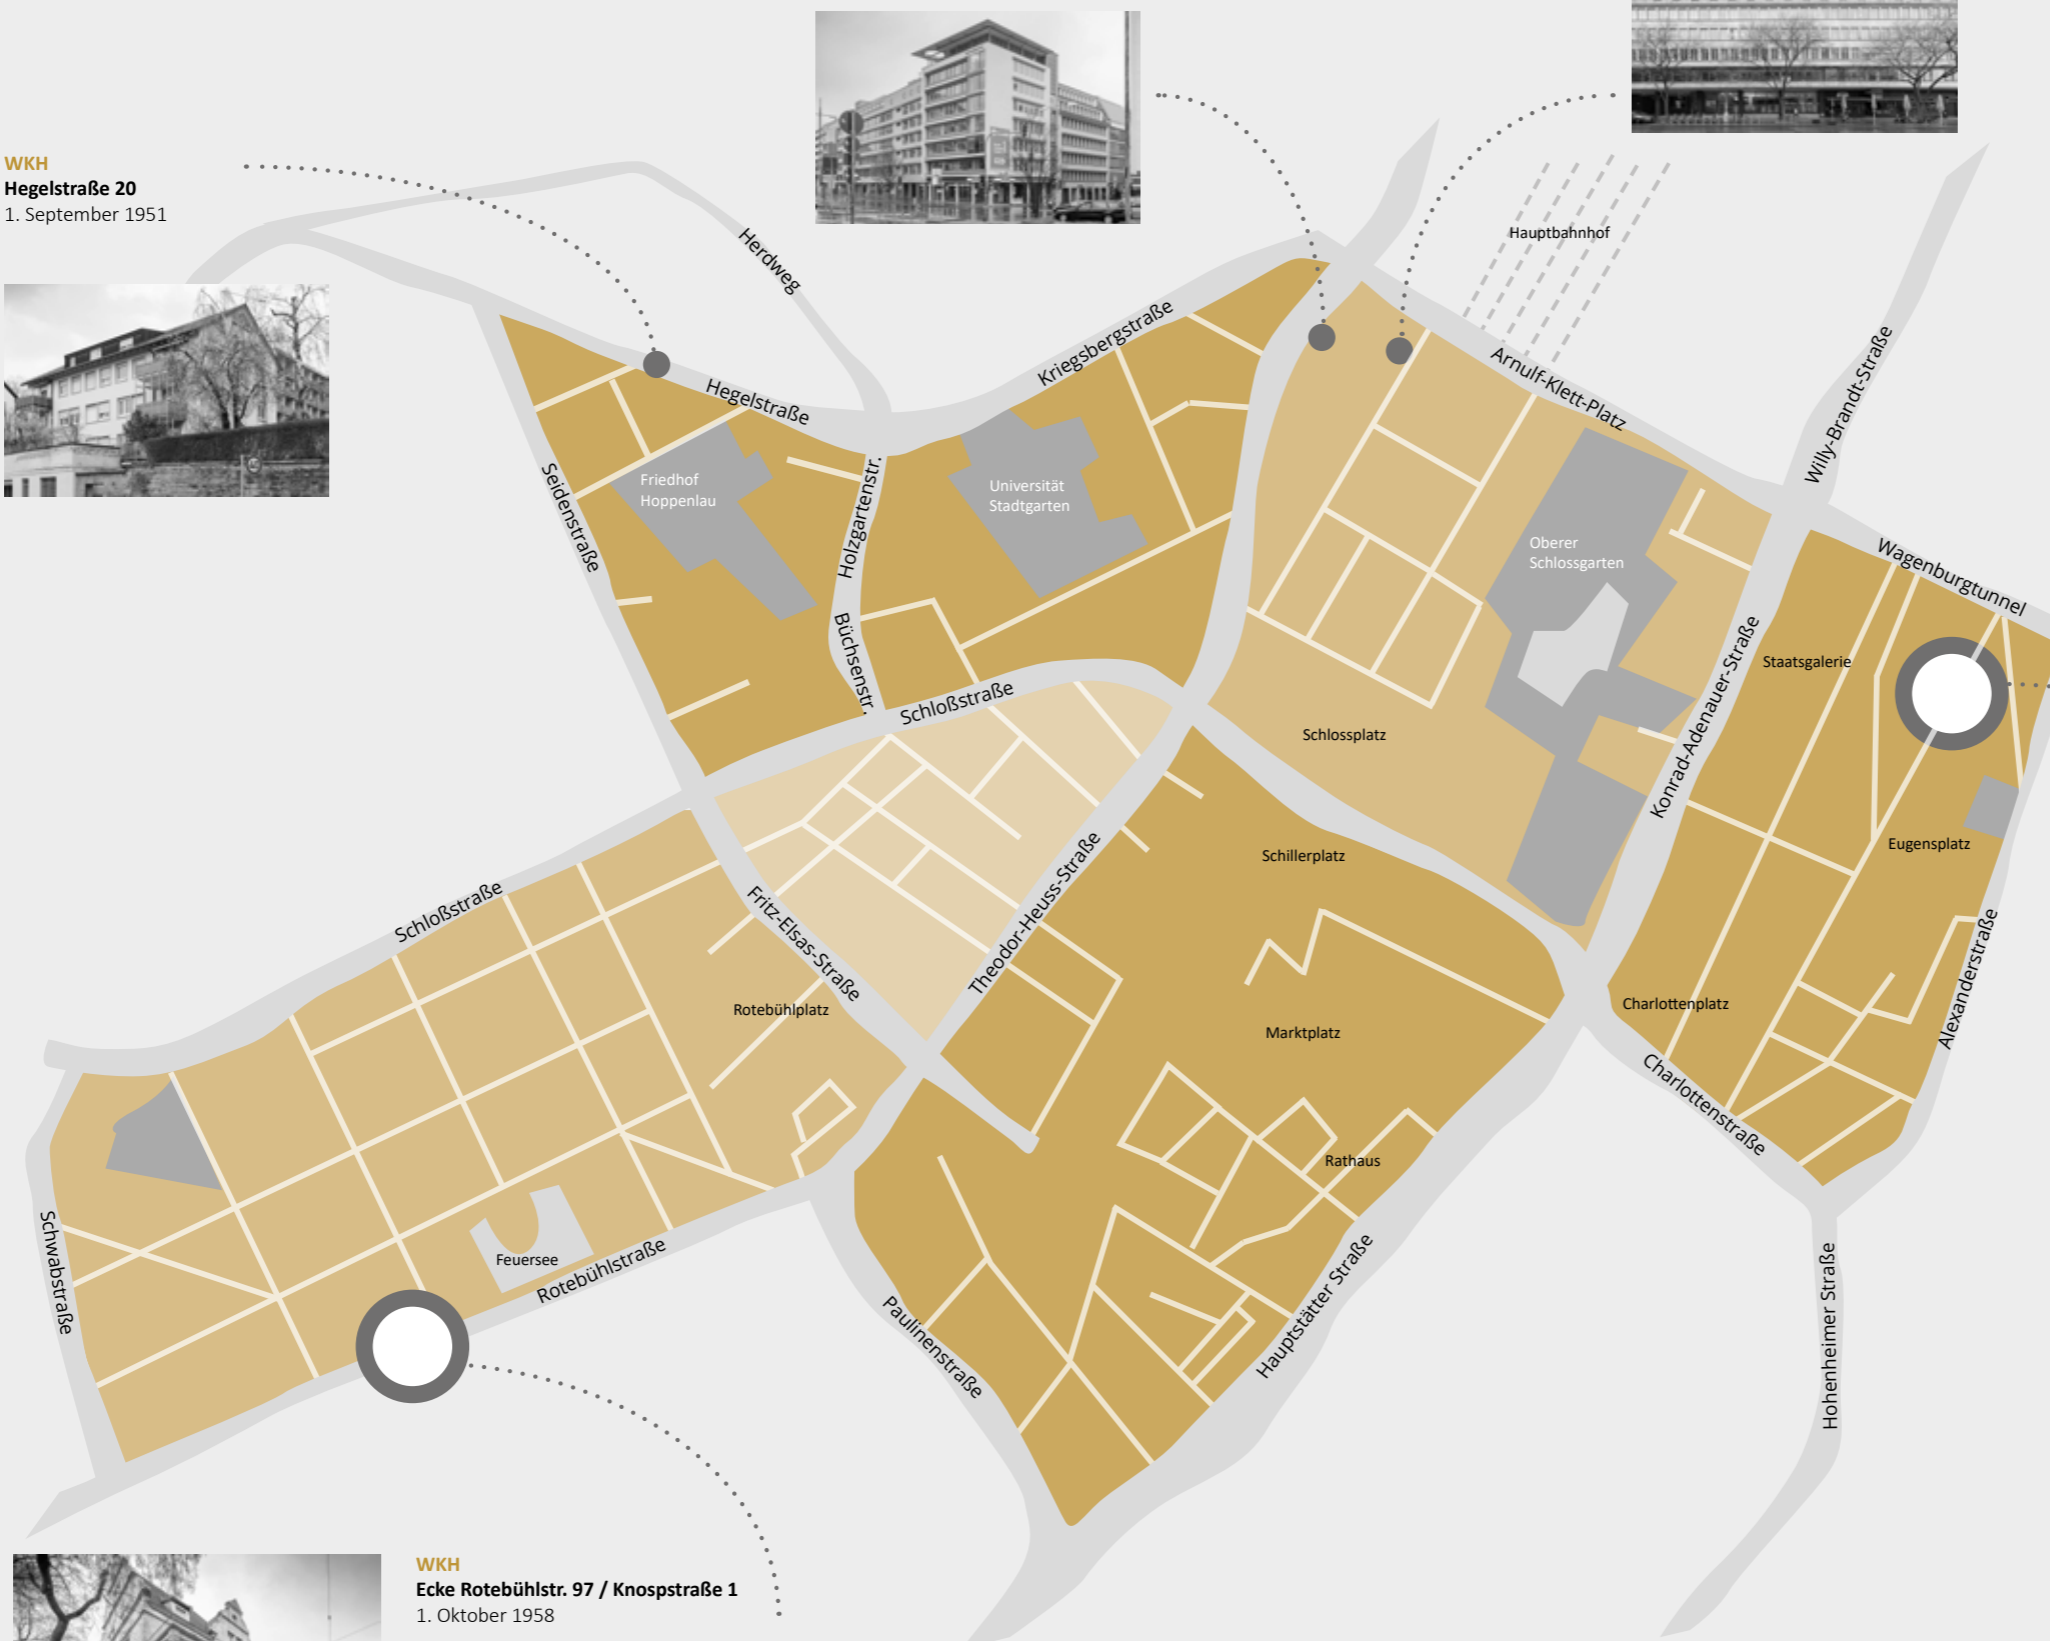 WKH
Hegelstraße 20
1. September 1951
Herdweg
Hauptbahnhof
Kriegsbergstraße
Hegelstraße
Arnulf-Klett-Platz
Willy-Brandt-Straße
Friedhof
Hoppenlau
Universität
Stadtgarten
Seidenstraße
Holzgartenstr.
Oberer
Schlossgarten
Wagenburgtunnel
Büchsenstr.
Staatsgalerie
Schloßstraße
Schlossplatz
Konrad-Adenauer-Straße
Schillerplatz
Eugensplatz
Schloßstraße
Fritz-Elsas-Straße
Theodor-Heuss-Straße
Rotebühlplatz
Marktplatz
Charlottenplatz
Alexanderstraße
Charlottenstraße
Rathaus
Schwabstraße
Feuersee
Rotebühlstraße
Paulinenstraße
Hauptstätter Straße
Hohenheimer Straße
WKH
Ecke Rotebühlstr. 97 / Knospstraße 1
1. Oktober 1958